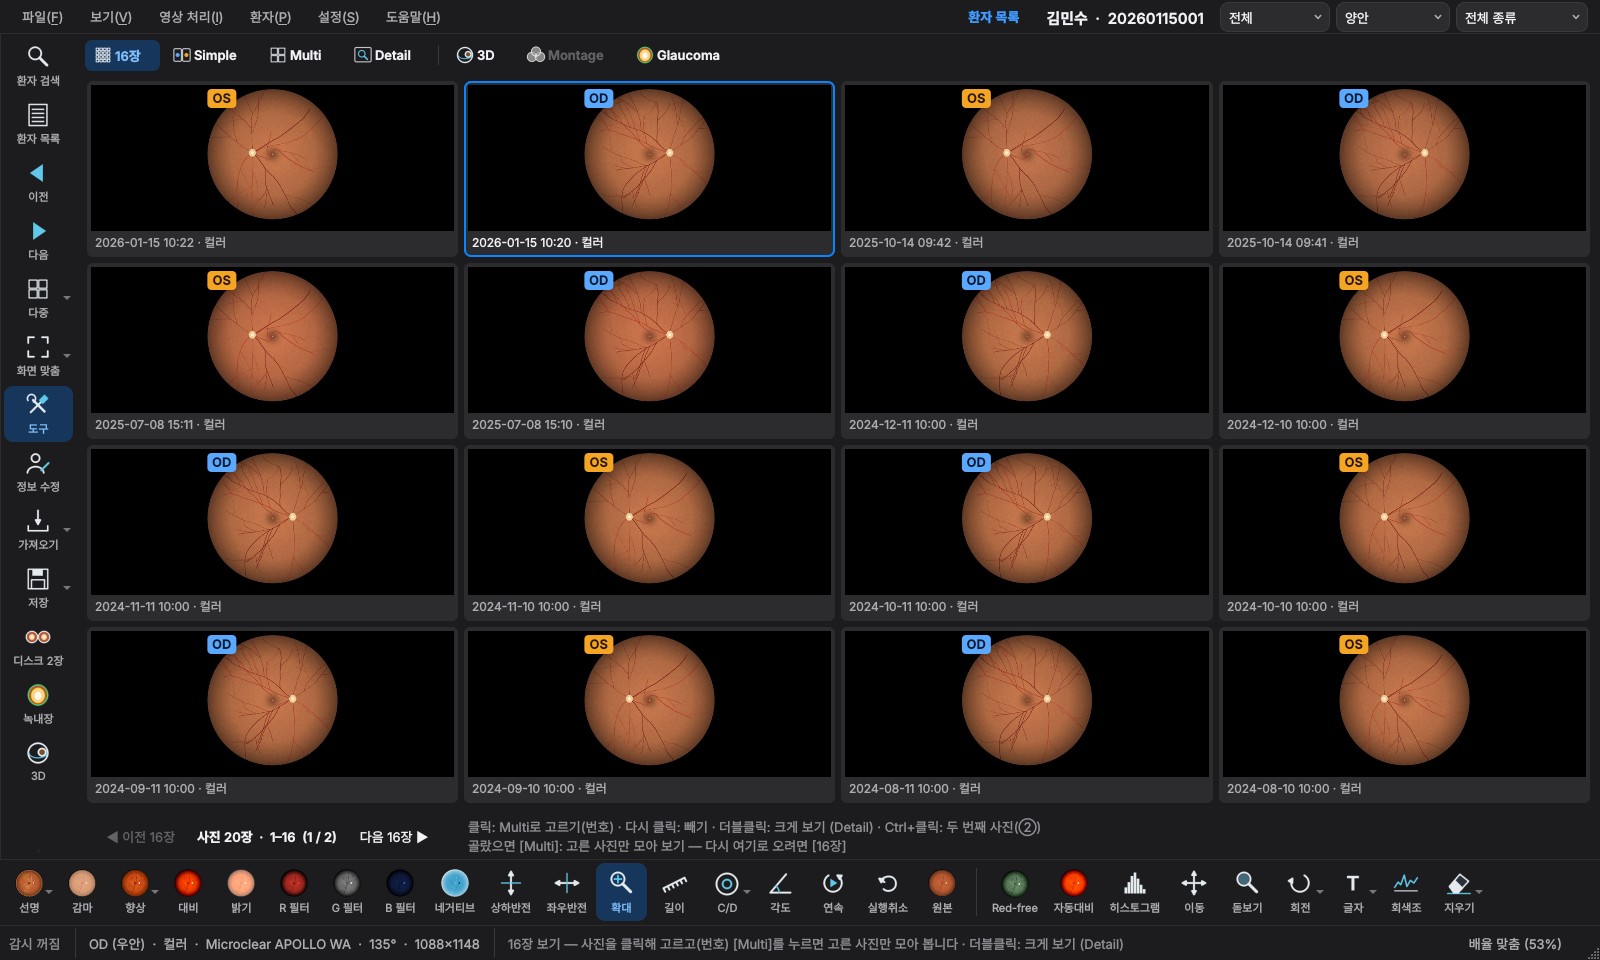 파일(F) 보기(V) 영상 처리(I) 환자(P) 설정(S) 도움말(H) 환자 목록 김민수 · 20260115001 전체 양안 전체 종류
16장 Simple Multi Detail 3D Montage Glaucoma
환자 검색
환자 목록
이전
다음
다중
화면 맞춤
도구
정보 수정
가져오기
저장
디스크 2장
녹내장
3D
OS OD OS OD
2026-01-15 10:22 · 컬러 2026-01-15 10:20 · 컬러 2025-10-14 09:42 · 컬러 2025-10-14 09:41 · 컬러
OS OD OD OS
2025-07-08 15:11 · 컬러 2025-07-08 15:10 · 컬러 2024-12-11 10:00 · 컬러 2024-12-10 10:00 · 컬러
OD OS OD OS
2024-11-11 10:00 · 컬러 2024-11-10 10:00 · 컬러 2024-10-11 10:00 · 컬러 2024-10-10 10:00 · 컬러
OD OS OD OS
2024-09-11 10:00 · 컬러 2024-09-10 10:00 · 컬러 2024-08-11 10:00 · 컬러 2024-08-10 10:00 · 컬러
◀ 이전 16장 사진 20장 · 1–16 (1 / 2) 다음 16장 ▶
클릭: Multi로 고르기(번호) · 다시 클릭: 빼기 · 더블클릭: 크게 보기 (Detail) · Ctrl+클릭: 두 번째 사진(②)
골랐으면 [Multi]: 고른 사진만 모아 보기 — 다시 여기로 오려면 [16장]
선명 감마 향상 대비 밝기 R 필터 G 필터 B 필터 네거티브 상하반전 좌우반전 확대 길이 C/D 각도 연속 실행취소 원본 Red-free 자동대비 히스토그램 이동 돋보기 회전 글자 회색조 지우기
감시 꺼짐 OD (우안) · 컬러 · Microclear APOLLO WA · 135° · 1088×1148 16장 보기 — 사진을 클릭해 고르고(번호) [Multi]를 누르면 고른 사진만 모아 봅니다 · 더블클릭: 크게 보기 (Detail) 배율 맞춤 (53%)